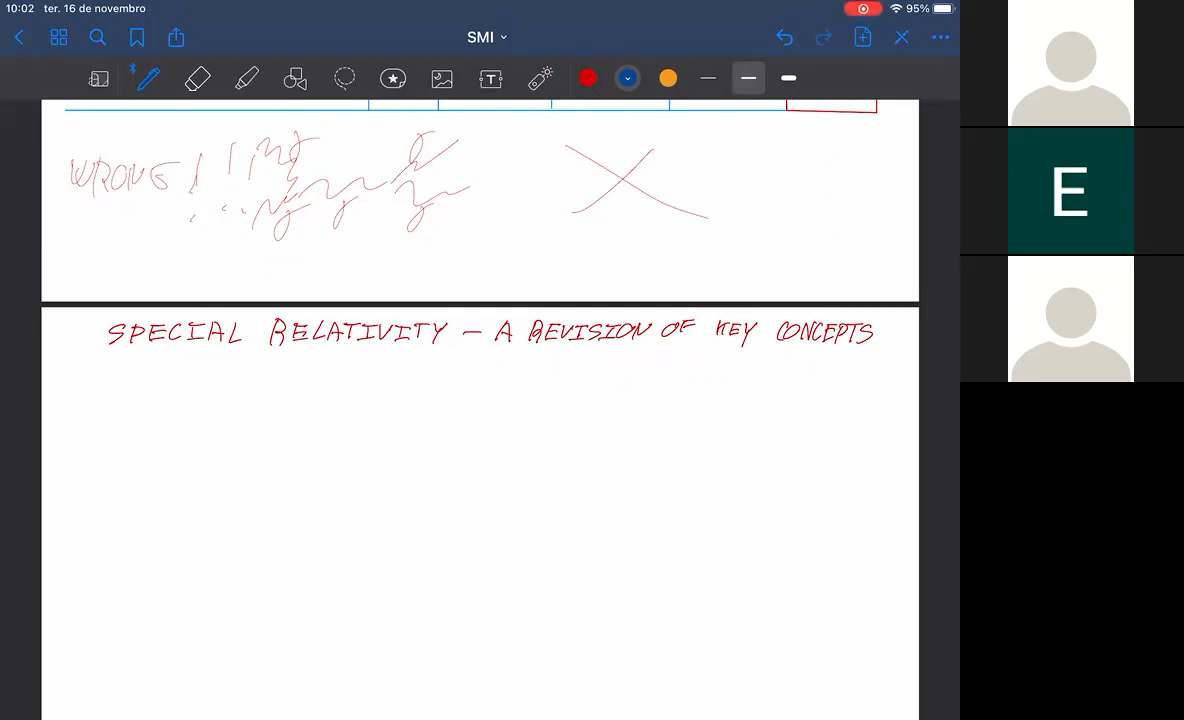 10:02 ter. 16 de novembro 95%
SMI
T
WRONG !
SPECIAL RELATIVITY - A REVISION OF KEY CONCEPTS
E